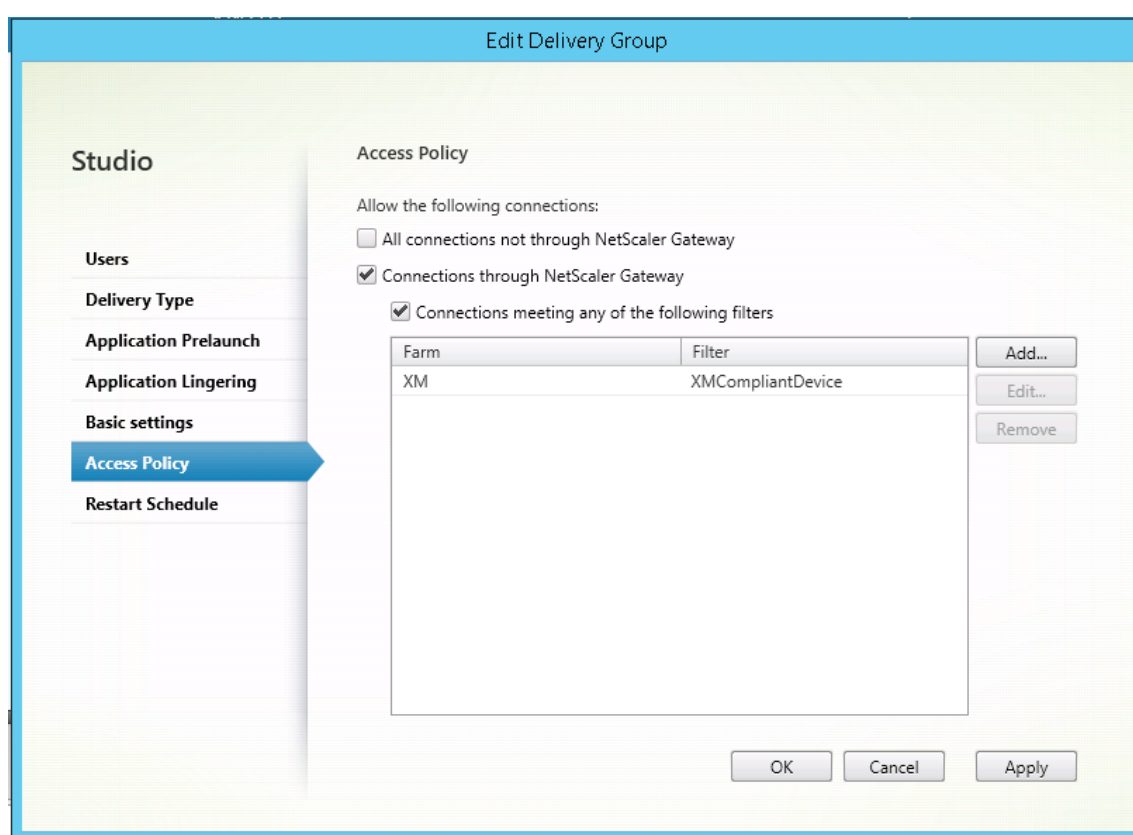 Edit Delivery Group
Studio
Users
Delivery Type
Application Prelaunch
Application Lingering
Basic settings
Access Policy
Restart Schedule
Access Policy
Allow the following connections:
All connections not through NetScaler Gateway
Connections through NetScaler Gateway
Connections meeting any of the following filters
Farm Filter
XM XMCompliantDevice
Add...
Edit...
Remove
OK Cancel Apply